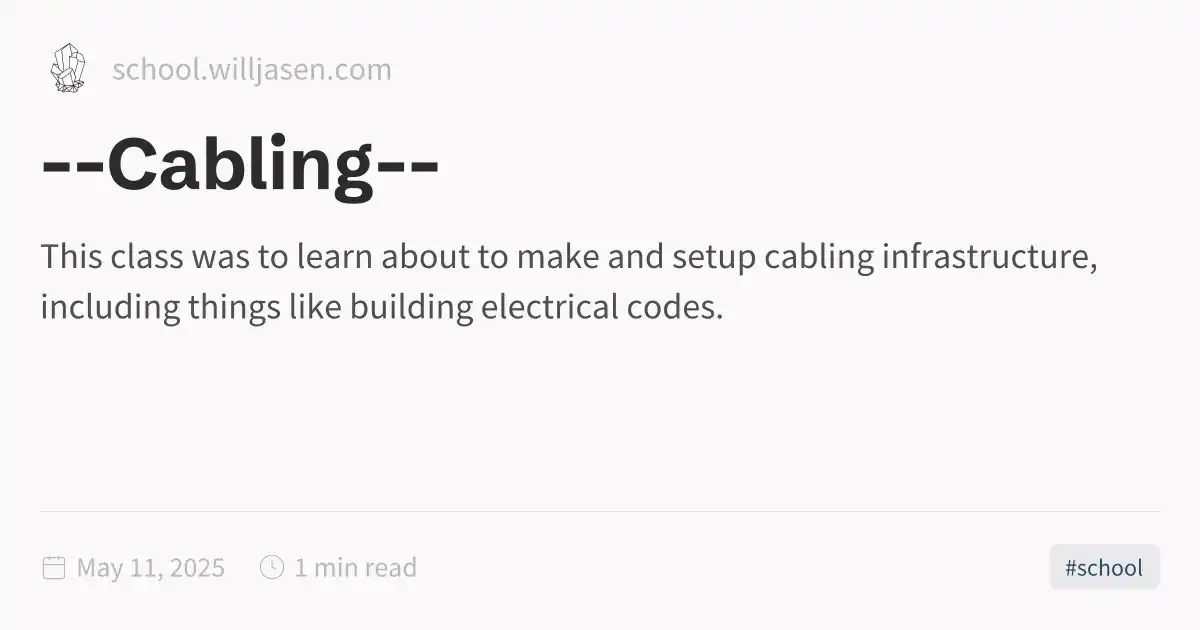 school.willjasen.com
--Cabling--
This class was to learn about to make and setup cabling infrastructure,
including things like building electrical codes.
May 11, 2025 1 min read
#school